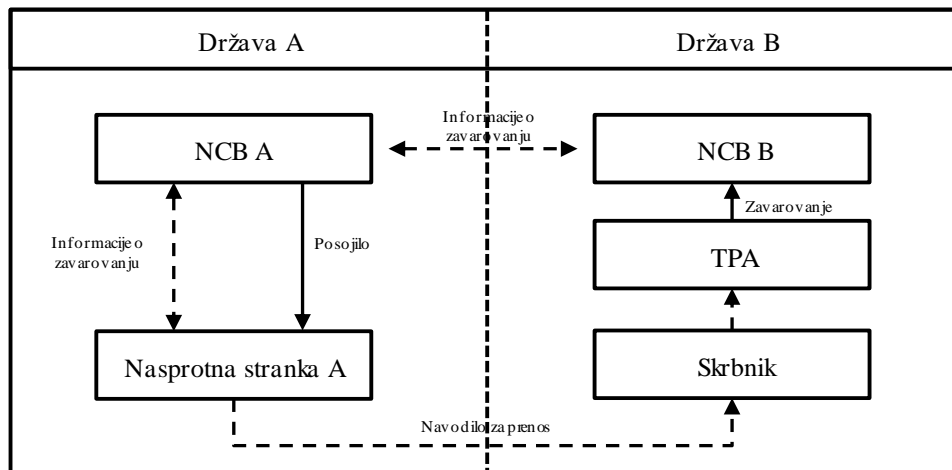 Država A
Država B
Informacije o
zavarovanju
NCB A
NCB B
Zavarovanje
Informacije o
zavarovanju
Posojilo
TPA
Nasprotna stranka A
Skrbnik
Navodilo za prenos